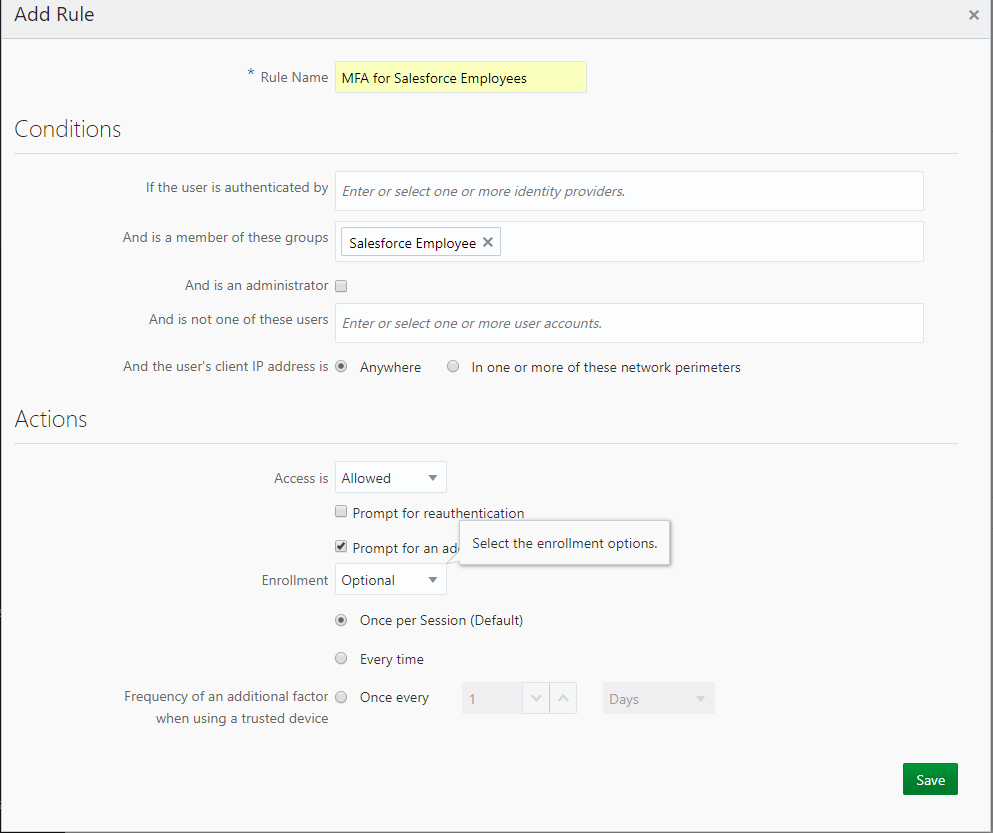 Add Rule ×
* Rule Name MFA for Salesforce Employees
Conditions
If the user is authenticated by Enter or select one or more identity providers.
And is a member of these groups Salesforce Employee ✕
And is an administrator
And is not one of these users Enter or select one or more user accounts.
And the user's client IP address is Anywhere In one or more of these network perimeters
Actions
Access is Allowed
Prompt for reauthentication
Prompt for an
Select the enrollment options.
Enrollment Optional
Once per Session (Default)
Every time
Frequency of an additional factor Once every 1 Days
when using a trusted device
Save